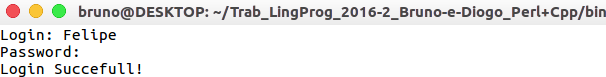 bruno@DESKTOP: ~/Trab_LingProg_2016-2_Bruno-e-Diogo_Perl+Cpp/bin
Login: Felipe
Password:
Login Succefull!